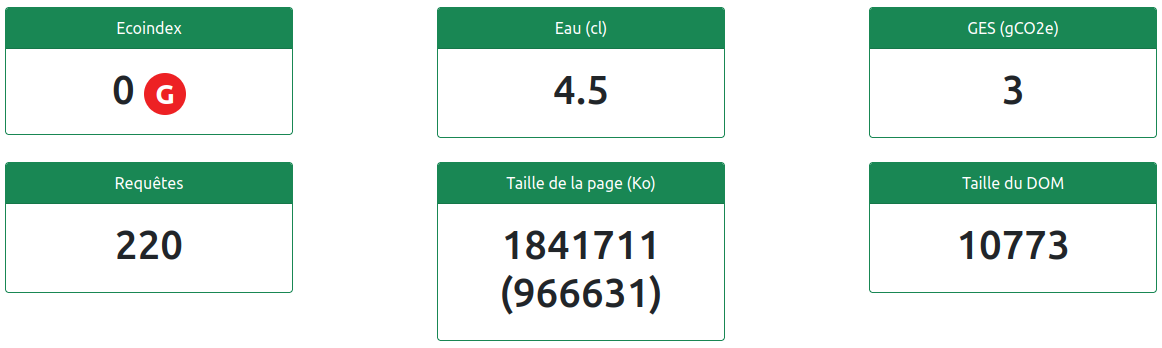 Ecoindex
0 G
Eau (cl)
4.5
GES (gCO2e)
3
Requêtes
220
Taille de la page (Ko)
1841711
(966631)
Taille du DOM
10773